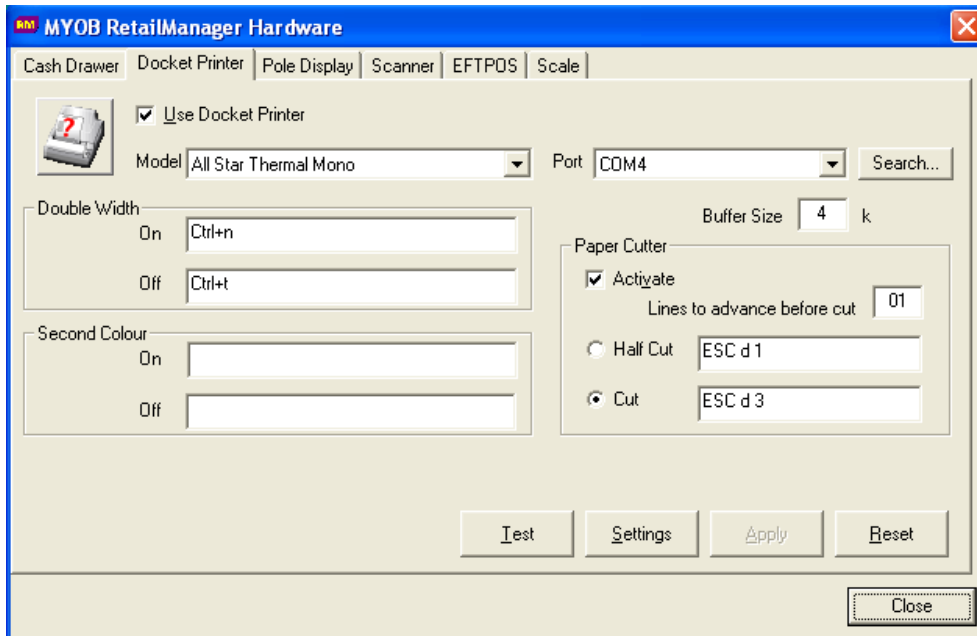 MYOB RetailManager Hardware
Cash Drawer Docket Printer Pole Display Scanner EFTPOS Scale
?
Use Docket Printer
Model All Star Thermal Mono Port COM4 Search...
Double Width
On Ctrl+n
Off Ctrl+t
Buffer Size 4 k
Paper Cutter
Activate
Lines to advance before cut 01
Half Cut ESC d 1
Cut ESC d 3
Second Colour
On
Off
Test Settings Apply Reset
Close